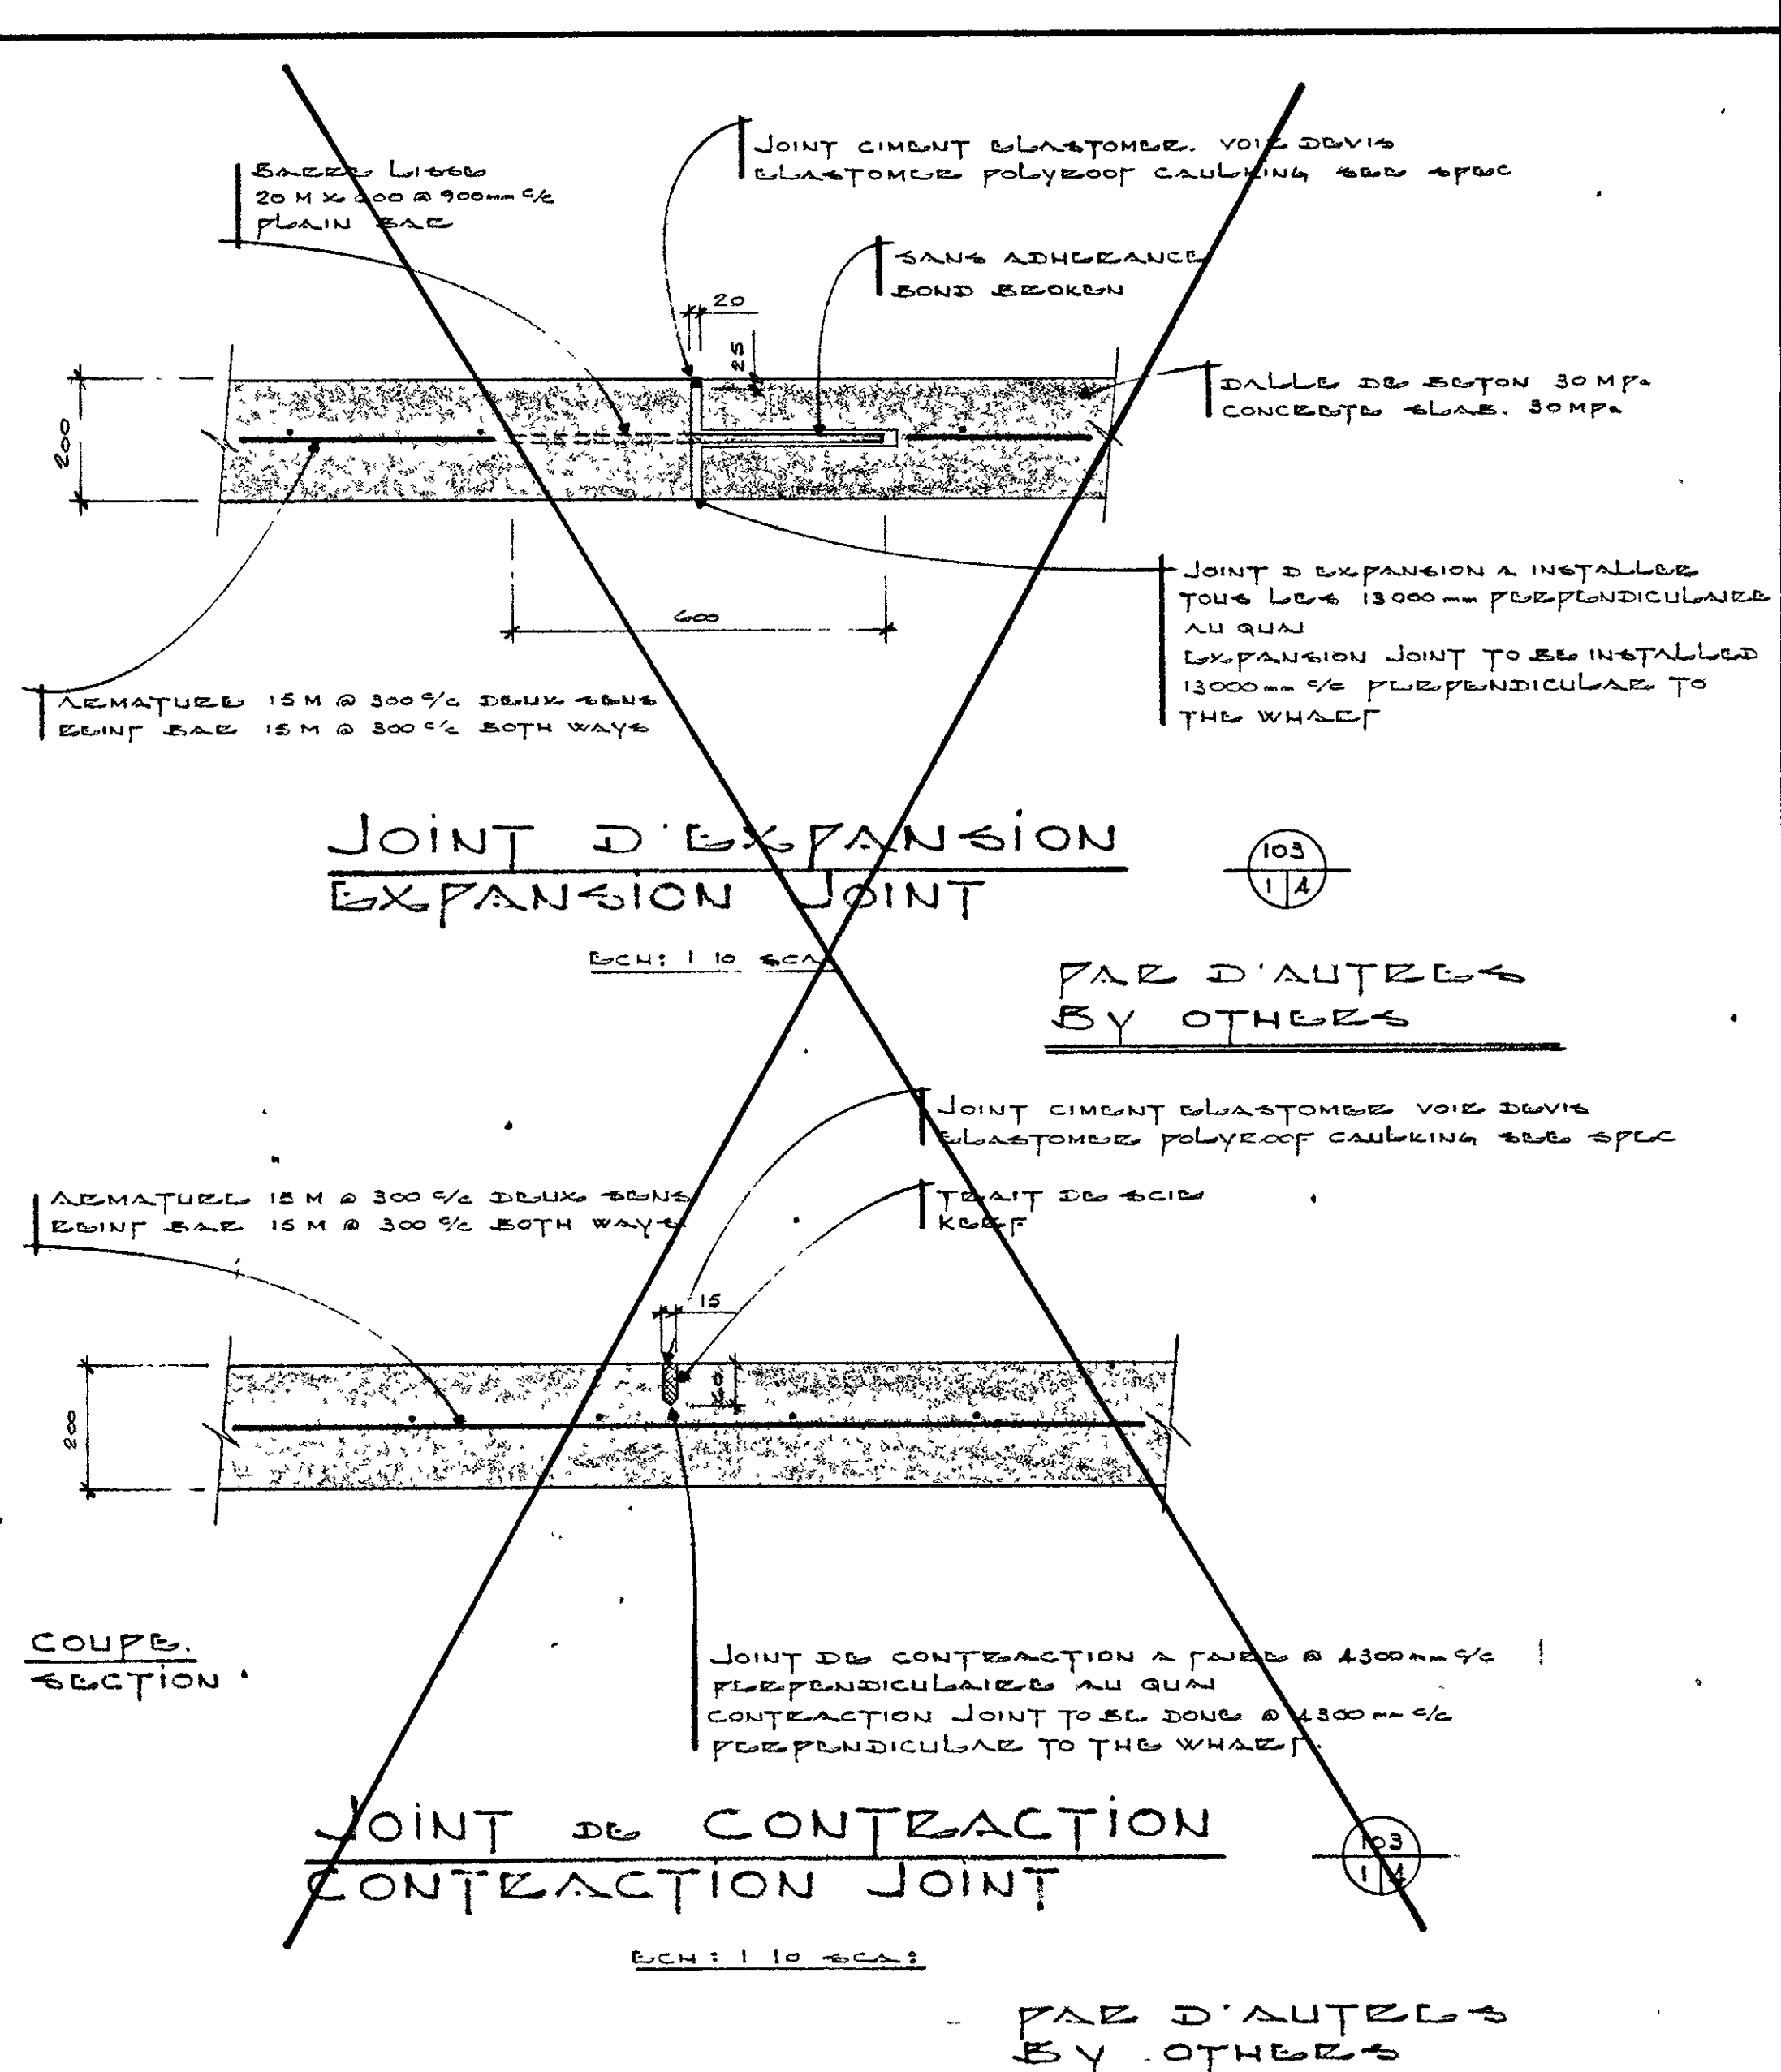 BARRE LISSE
20 M X 600 @ 900mm c/c
PLAIN BAR
JOINT CIMENT ELASTOMER. VOIR DEVIS
ELASTOMER POLYROOF CAULKING SEE SPEC
SANS ADHERANCE
BOND BROKEN
20
25
200
DALLE DE BETON 30 MPa
CONCRETE SLAB. 30 MPa
600
JOINT D EXPANSION A INSTALLER
TOUS LES 13000 mm PERPENDICULAIRE
AU QUAI
EXPANSION JOINT TO BE INSTALLED
13000 mm c/c PERPENDICULAR TO
THE WHARF
ARMATURE 15 M @ 300 c/c DEUX SENS
REINF BAR 15 M @ 300 c/c BOTH WAYS
JOINT D'EXPANSION
EXPANSION JOINT
103
1 4
ECH: 1 10 SCA
PAR D'AUTRES
BY OTHERS
JOINT CIMENT ELASTOMER VOIR DEVIS
ELASTOMER POLYROOF CAULKING SEE SPEC
ARMATURE 15 M @ 300 c/c DEUX SENS
REINF BAR 15 M @ 300 c/c BOTH WAYS
TRAIT DE SCIE
KERF
15
60
200
COUPE.
SECTION
JOINT DE CONTRACTION A FAIRE @ 4300 mm c/c
PERPENDICULAIRE AU QUAI
CONTRACTION JOINT TO BE DONE @ 4300 mm c/c
PERPENDICULAR TO THE WHARF.
JOINT DE CONTRACTION
CONTRACTION JOINT
103
1 4
ECH: 1 10 SCA:
PAR D'AUTRES
BY OTHERS